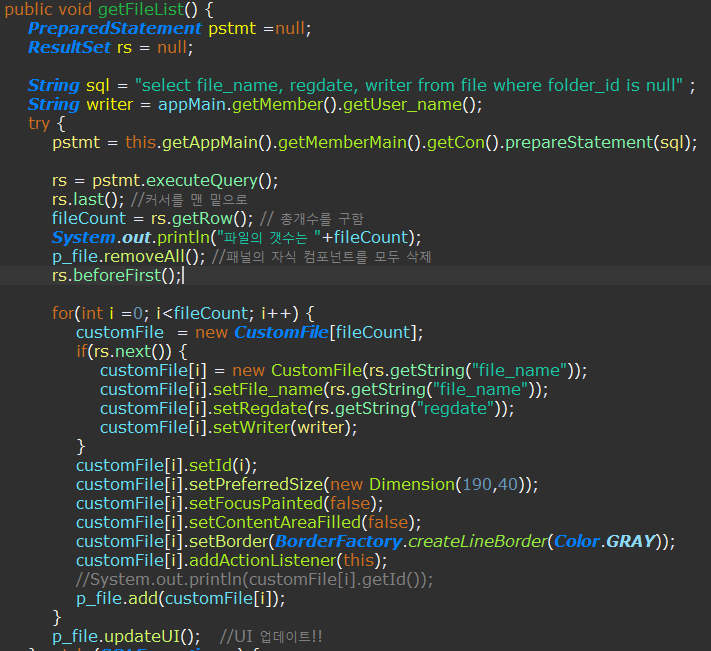 public void getFileList() {
PreparedStatement pstmt =null;
ResultSet rs = null;
String sql = "select file_name, regdate, writer from file where folder_id is null" ;
String writer = appMain.getMember().getUser_name();
try {
pstmt = this.getAppMain().getMemberMain().getCon().prepareStatement(sql);
rs = pstmt.executeQuery();
rs.last(); //커서를 맨 밑으로
fileCount = rs.getRow(); // 총개수를 구함
System.out.println("파일의 갯수는 "+fileCount);
p_file.removeAll(); //패널의 자식 컴포넌트를 모두 삭제
rs.beforeFirst();
for(int i =0; i<fileCount; i++) {
customFile  = new CustomFile[fileCount];
if(rs.next()) {
customFile[i] = new CustomFile(rs.getString("file_name"));
customFile[i].setFile_name(rs.getString("file_name"));
customFile[i].setRegdate(rs.getString("regdate"));
customFile[i].setWriter(writer);
}
customFile[i].setId(i);
customFile[i].setPreferredSize(new Dimension(190,40));
customFile[i].setFocusPainted(false);
customFile[i].setContentAreaFilled(false);
customFile[i].setBorder(BorderFactory.createLineBorder(Color.GRAY));
customFile[i].addActionListener(this);
//System.out.println(customFile[i].getId());
p_file.add(customFile[i]);
}
p_file.updateUI();  //UI 업데이트!!